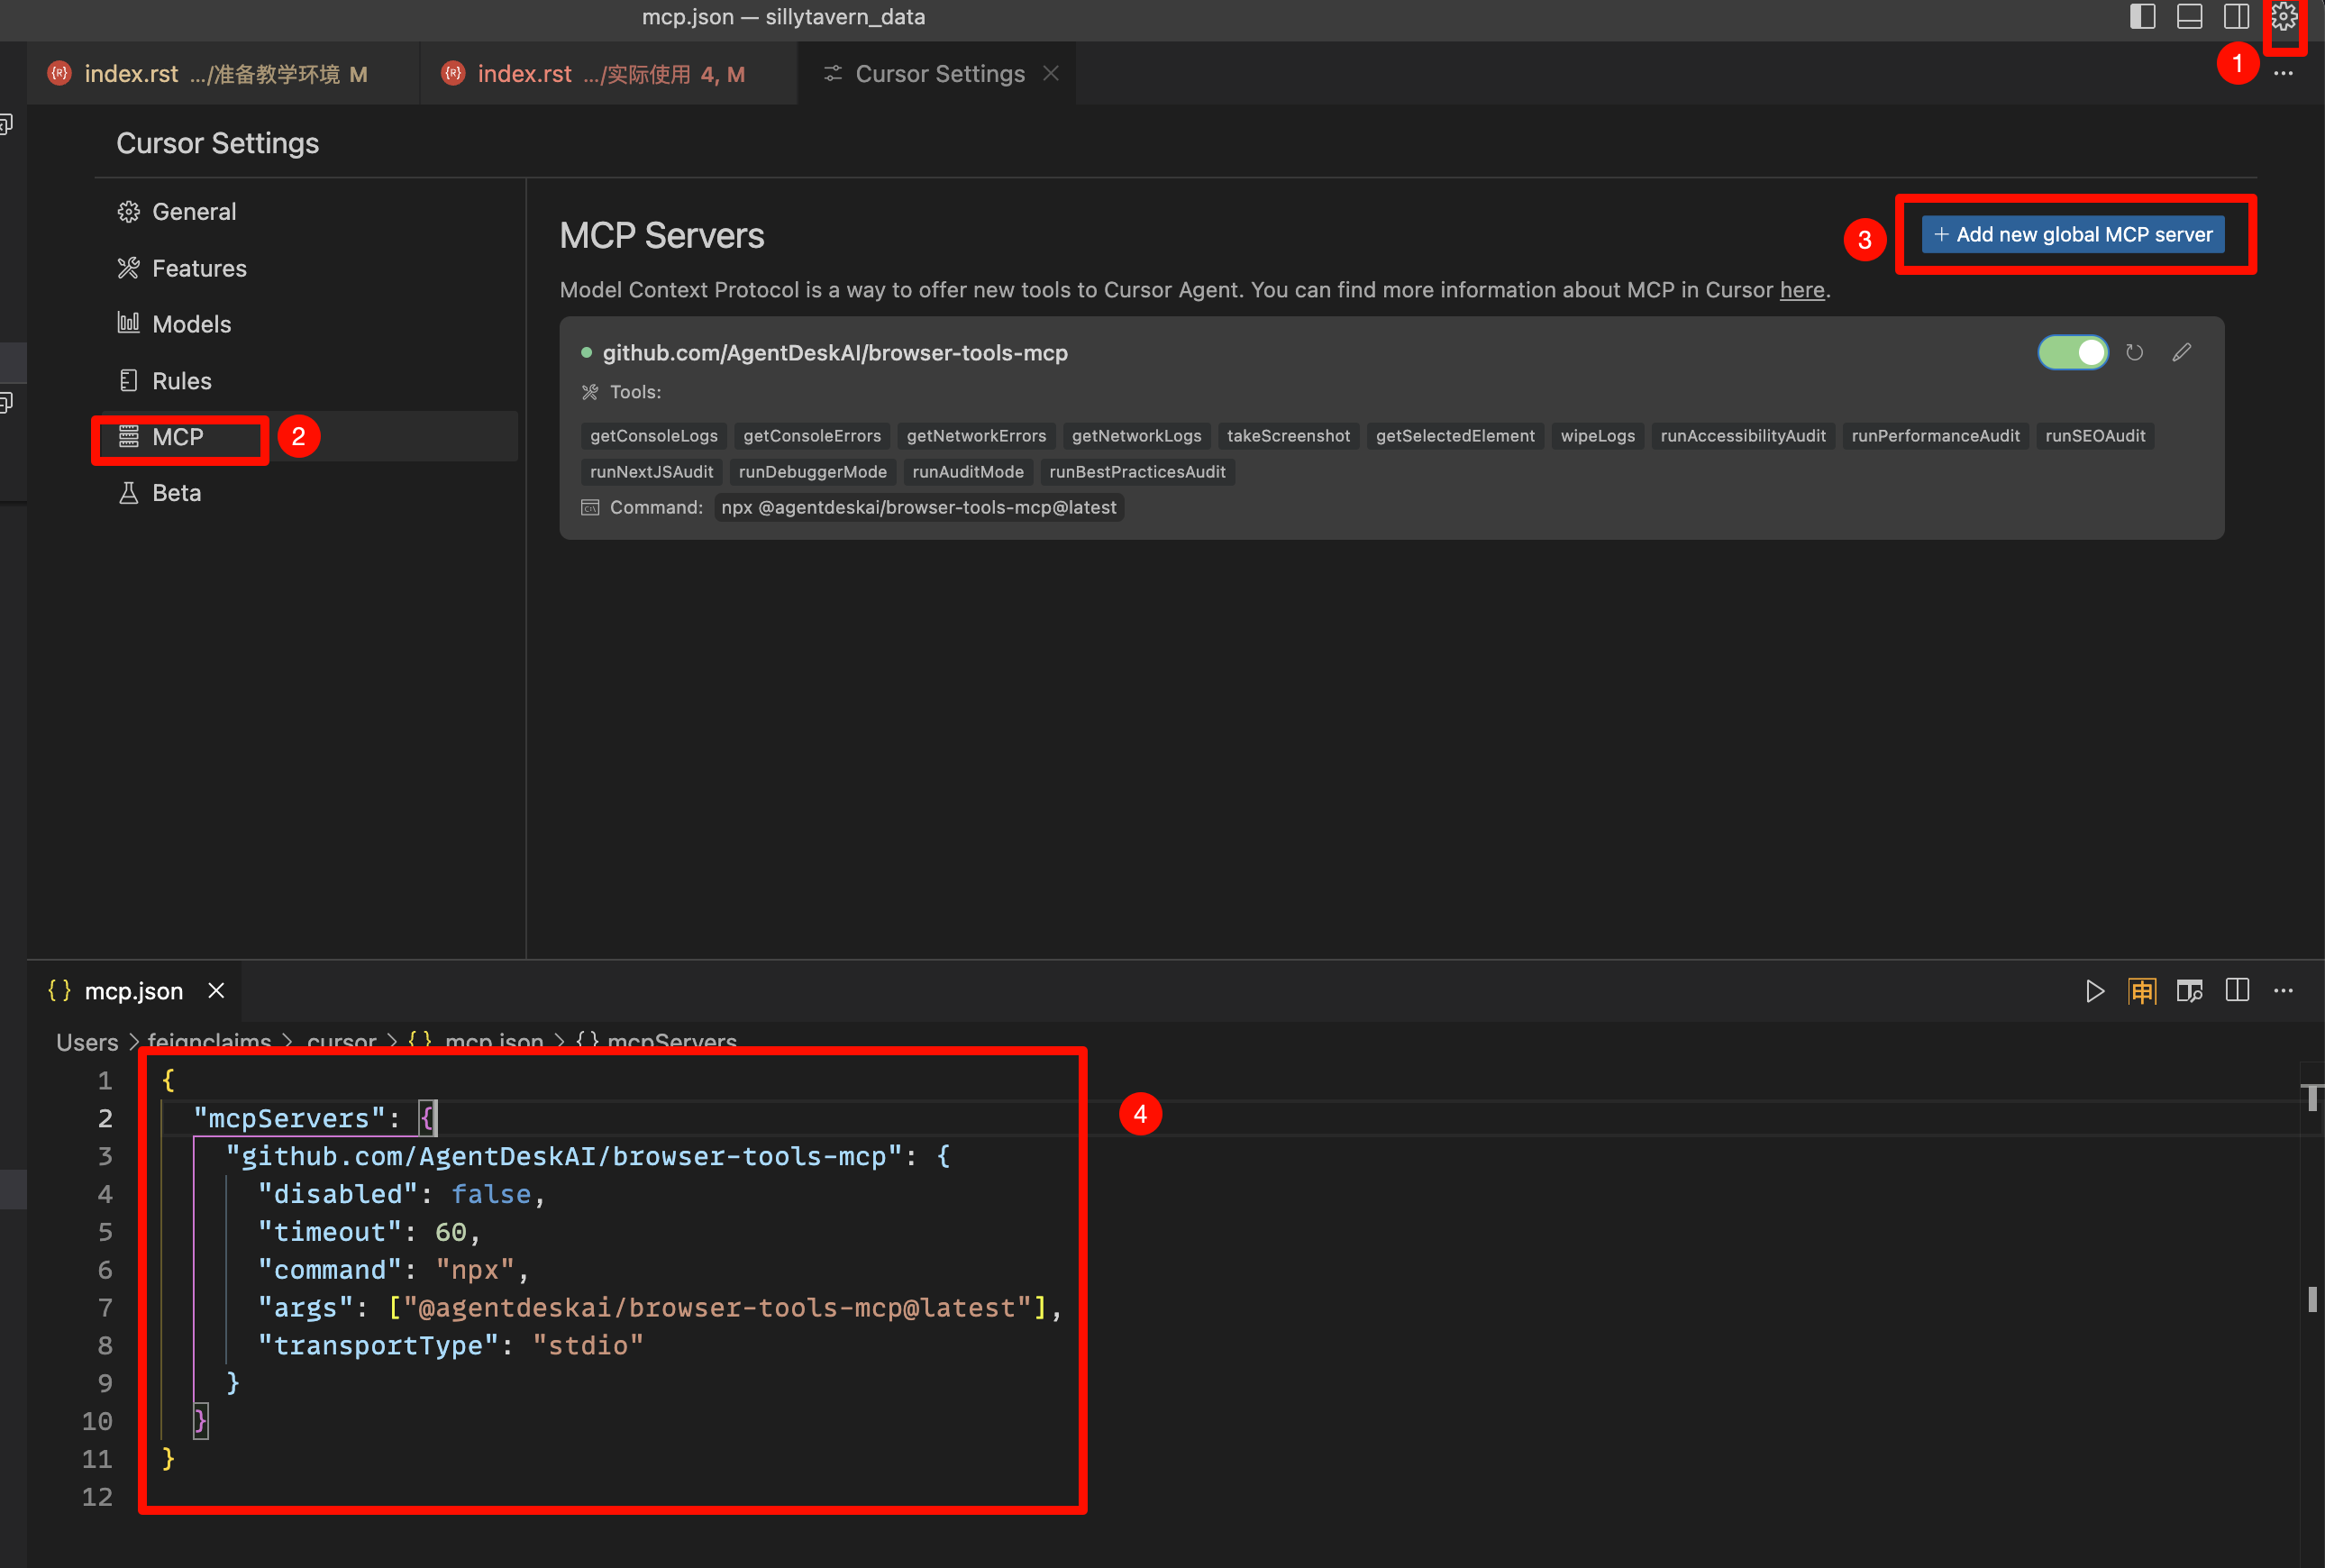 mcp.json — sillytavern_data
index.rst .../准备教学环境 M
index.rst .../实际使用 4, M
Cursor Settings
1
Cursor Settings
General
Features
Models
Rules
MCP
2
Beta
MCP Servers
3
+ Add new global MCP server
Model Context Protocol is a way to offer new tools to Cursor Agent. You can find more information about MCP in Cursor here.
github.com/AgentDeskAI/browser-tools-mcp
Tools:
getConsoleLogs getConsoleErrors getNetworkErrors getNetworkLogs takeScreenshot getSelectedElement wipeLogs runAccessibilityAudit runPerformanceAudit runSEOAudit
runNextJSAudit runDebuggerMode runAuditMode runBestPracticesAudit
Command: npx @agentdeskai/browser-tools-mcp@latest
{} mcp.json
申
Users > feignclaims > .cursor > {} mcp.json > {} mcpServers
1 {
2 "mcpServers": {
3 "github.com/AgentDeskAI/browser-tools-mcp": {
4 "disabled": false,
5 "timeout": 60,
6 "command": "npx",
7 "args": ["@agentdeskai/browser-tools-mcp@latest"],
8 "transportType": "stdio"
9 }
10 }
11 }
12
4